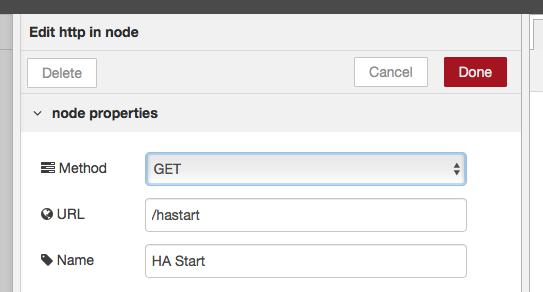 Edit http in node
Delete Cancel Done
node properties
Method GET
URL /hastart
Name HA Start